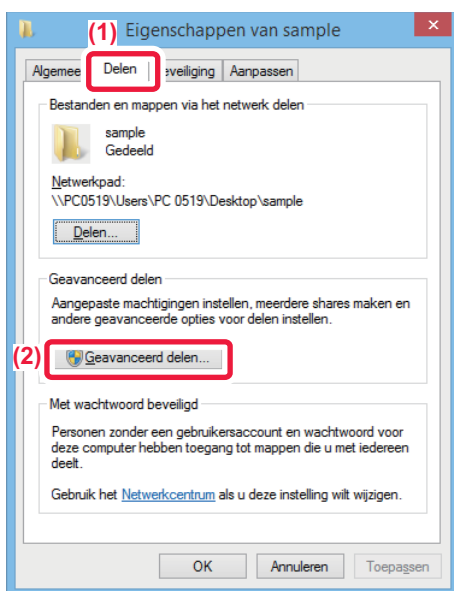 (1) Eigenschappen van sample
Algemee Delen eveiliging Aanpassen
Bestanden en mappen via het netwerk delen
sample
Gedeeld
Netwerkpad:
\\PC0519\Users\PC 0519\Desktop\sample
Delen...
Geavanceerd delen
Aangepaste machtigingen instellen, meerdere shares maken en
andere geavanceerde opties voor delen instellen.
(2) Geavanceerd delen...
Met wachtwoord beveiligd
Personen zonder een gebruikersaccount en wachtwoord voor
deze computer hebben toegang tot mappen die u met iedereen
deelt.
Gebruik het Netwerkcentrum als u deze instelling wilt wijzigen.
OK Annuleren Toepassen